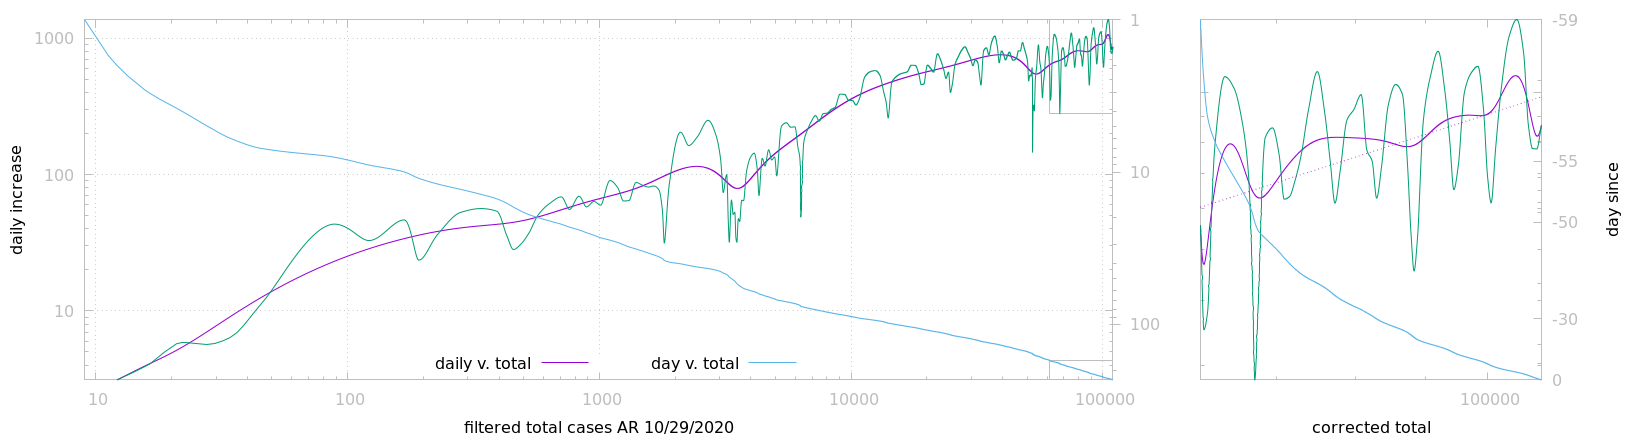 1000
100
10
daily increase
daily v. total
day v. total
10
100
1000
10000
100000
filtered total cases AR 10/29/2020
1
10
100
100000
corrected total
-59
-55
-50
-30
0
day since